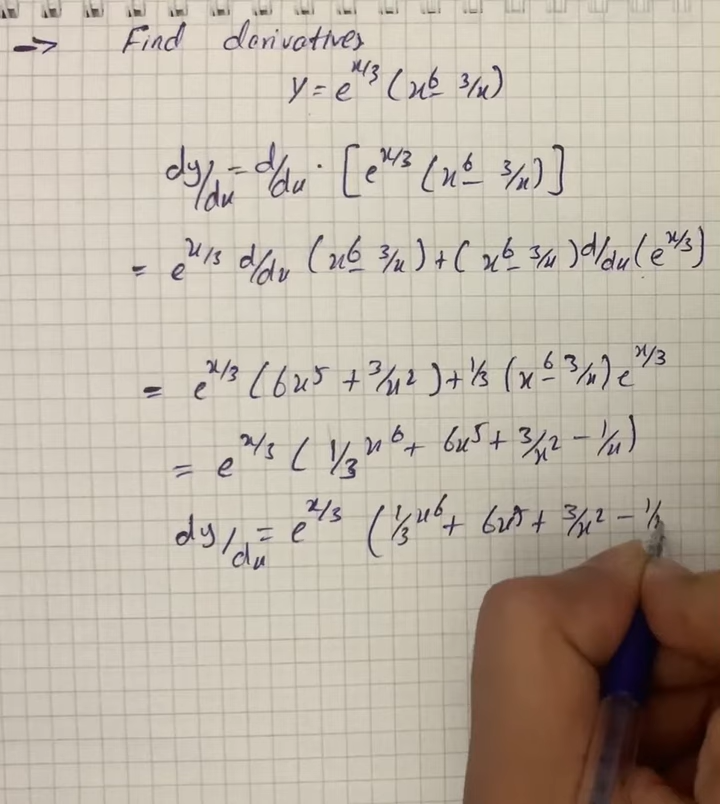 → Find derivatives
y = e^{x/3} (x^6 - 3/x)
dy/dx = d/dx · [e^{x/3} (x^6 - 3/x)]
= e^{x/3} d/dx (x^6 - 3/x) + (x^6 - 3/x) d/dx (e^{x/3})
= e^{x/3} (6x^5 + 3/x^2) + 1/3 (x^6 - 3/x) e^{x/3}
= e^{x/3} (1/3 x^6 + 6x^5 + 3/x^2 - 1/x)
dy/dx = e^{x/3} (1/3 x^6 + 6x^5 + 3/x^2 - 1/